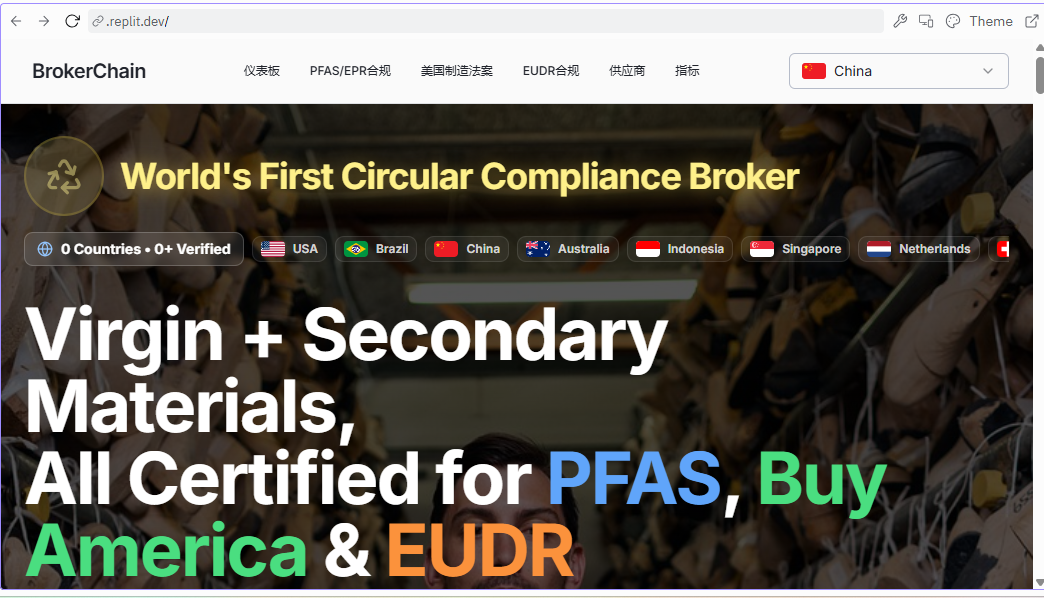 .replit.dev/
Theme
BrokerChain
仪表板
PFAS/EPR合规
美国制造法案
EUDR合规
供应商
指标
China
World's First Circular Compliance Broker
0 Countries • 0+ Verified
USA
Brazil
China
Australia
Indonesia
Singapore
Netherlands
Virgin + Secondary
Materials,
All Certified for PFAS, Buy
America & EUDR